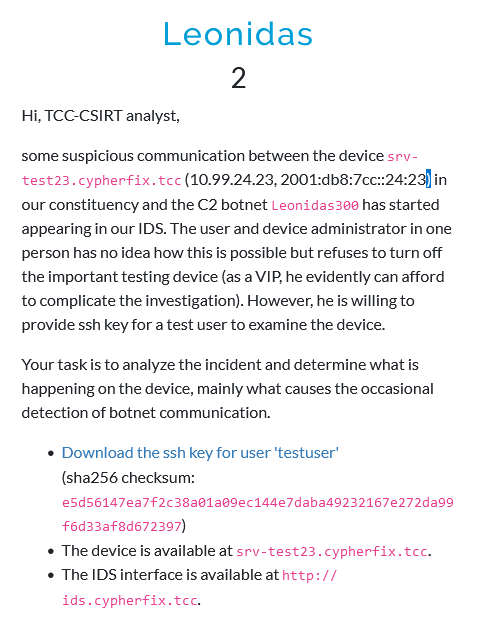 Leonidas
2
Hi, TCC-CSIRT analyst,
some suspicious communication between the device srv-
test23.cypherfix.tcc (10.99.24.23, 2001:db8:7cc::24:23) in
our constituency and the C2 botnet Leonidas300 has started
appearing in our IDS. The user and device administrator in one
person has no idea how this is possible but refuses to turn off
the important testing device (as a VIP, he evidently can afford
to complicate the investigation). However, he is willing to
provide ssh key for a test user to examine the device.
Your task is to analyze the incident and determine what is
happening on the device, mainly what causes the occasional
detection of botnet communication.
• Download the ssh key for user 'testuser'
(sha256 checksum:
e5d56147ea7f2c38a01a09ec144e7daba49232167e272da99
f6d33af8d672397)
• The device is available at srv-test23.cypherfix.tcc.
• The IDS interface is available at http://
ids.cypherfix.tcc.